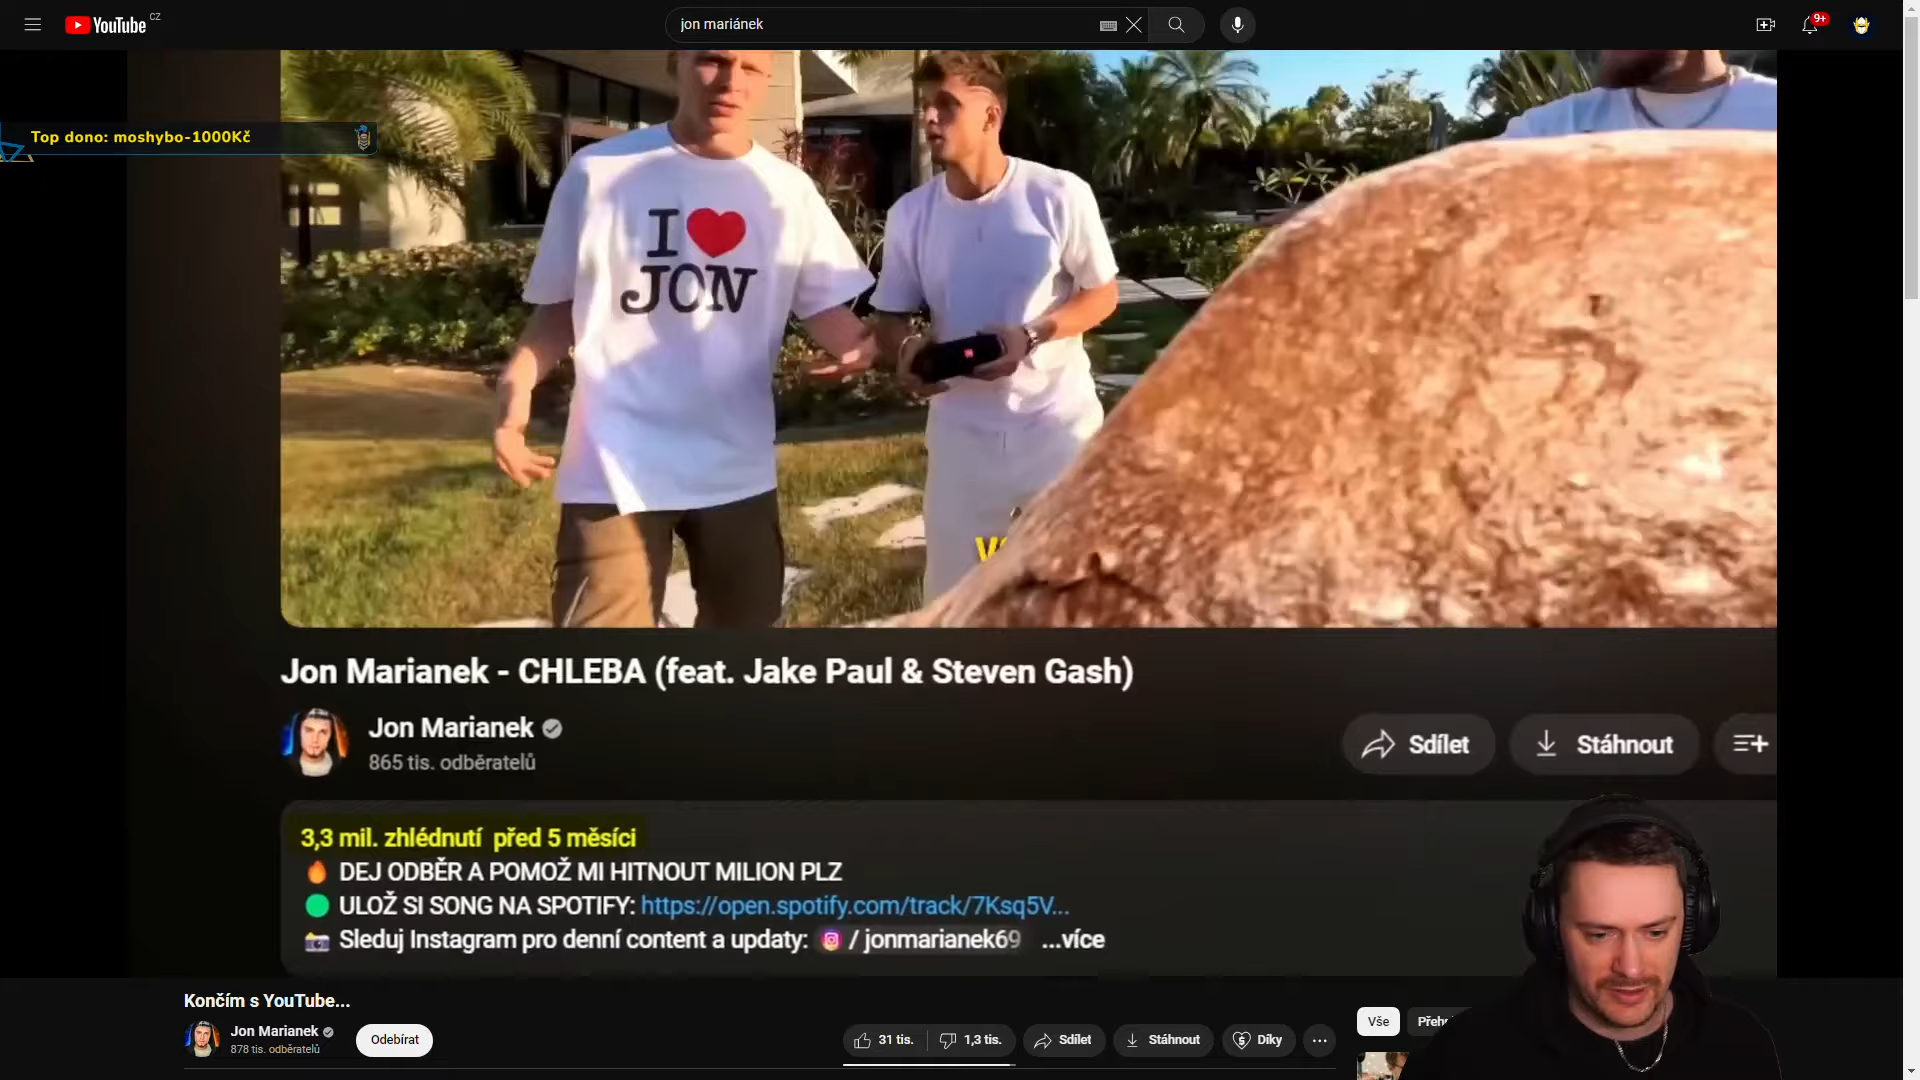 YouTube CZ
jon mariánek
9+
Top dono: moshybo-1000Kč
I
JON
Jon Marianek - CHLEBA (feat. Jake Paul & Steven Gash)
Jon Marianek
865 tis. odběratelů
Sdílet
Stáhnout
3,3 mil. zhlédnutí před 5 měsíci
DEJ ODBĚR A POMOŽ MI HITNOUT MILION PLZ
ULOŽ SI SONG NA SPOTIFY: https://open.spotify.com/track/7Ksq5V...
Sleduj Instagram pro denní content a updaty: / jonmarianek69 ...více
Končím s YouTube...
Jon Marianek
878 tis. odběratelů
Odebírat
31 tis.
1,3 tis.
Sdílet
Stáhnout
Díky
Vše